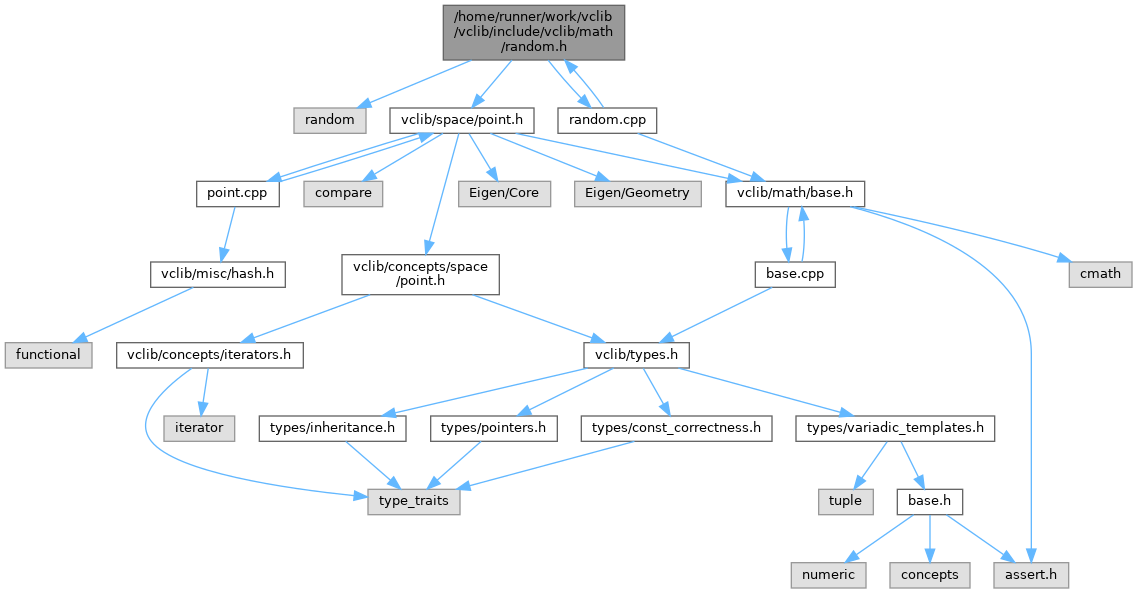 /home/runner/work/vclib
/vclib/include/vclib/math
/random.h
random
vclib/space/point.h
random.cpp
point.cpp
compare
Eigen/Core
Eigen/Geometry
vclib/math/base.h
vclib/misc/hash.h
vclib/concepts/space
/point.h
base.cpp
cmath
functional
vclib/concepts/iterators.h
vclib/types.h
iterator
types/inheritance.h
types/pointers.h
types/const_correctness.h
types/variadic_templates.h
type_traits
tuple
base.h
numeric
concepts
assert.h